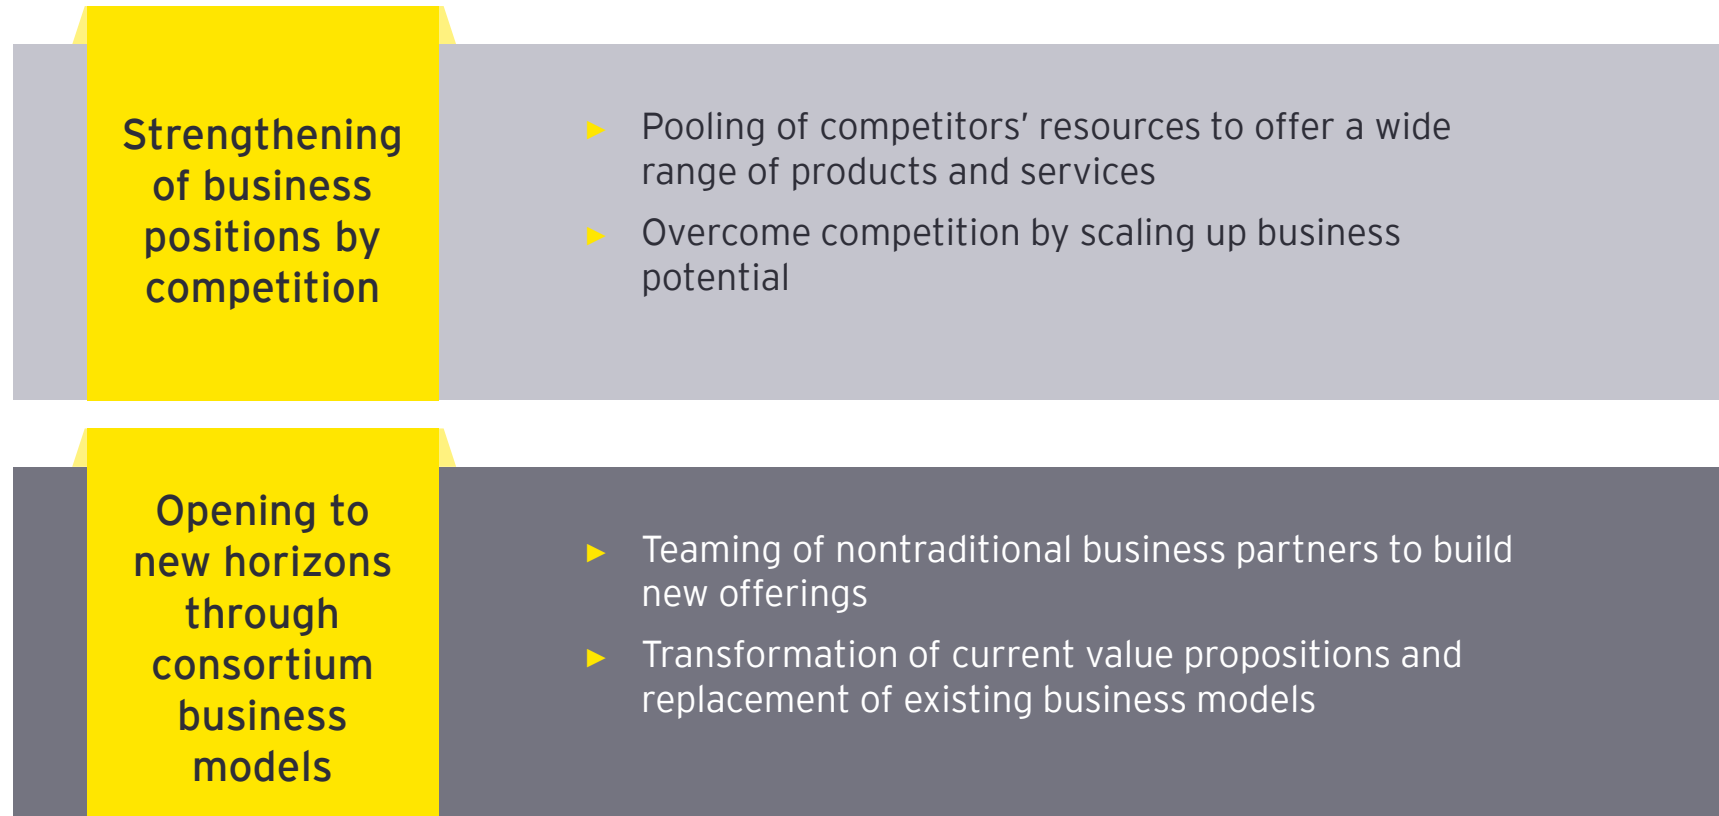 Strengthening
of business
positions by
competition
► Pooling of competitors’ resources to offer a wide
range of products and services
► Overcome competition by scaling up business
potential
Opening to
new horizons
through
consortium
business
models
► Teaming of nontraditional business partners to build
new offerings
► Transformation of current value propositions and
replacement of existing business models